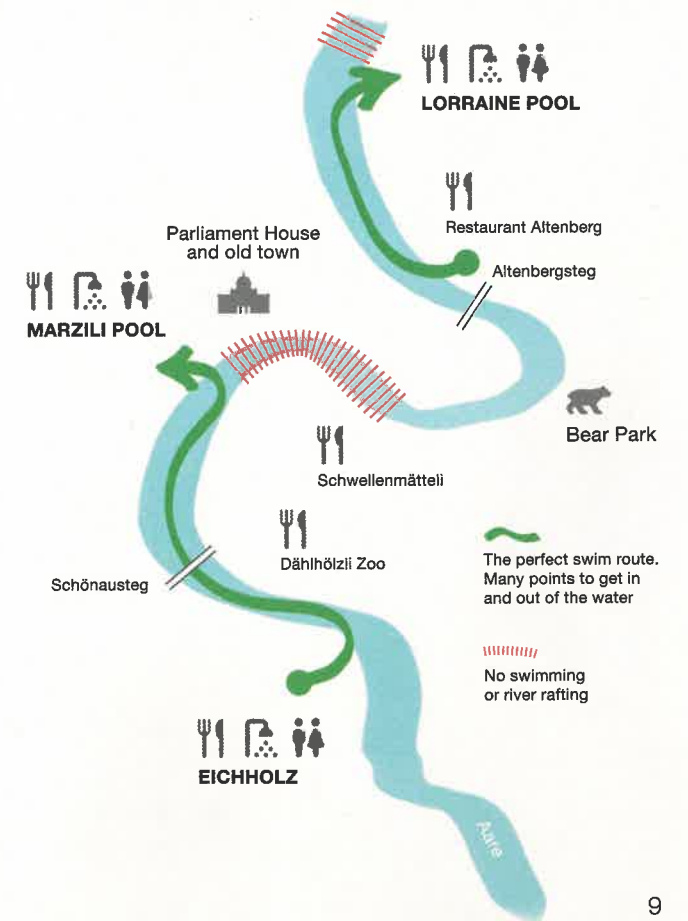 LORRAINE POOL
Restaurant Altenberg
Parliament House
and old town
Altenbergsteg
MARZILI POOL
Bear Park
Schwellenmätteli
Dählhölzli Zoo
Schönausteg
The perfect swim route.
Many points to get in
and out of the water
No swimming
or river rafting
EICHHOLZ
Aare
9